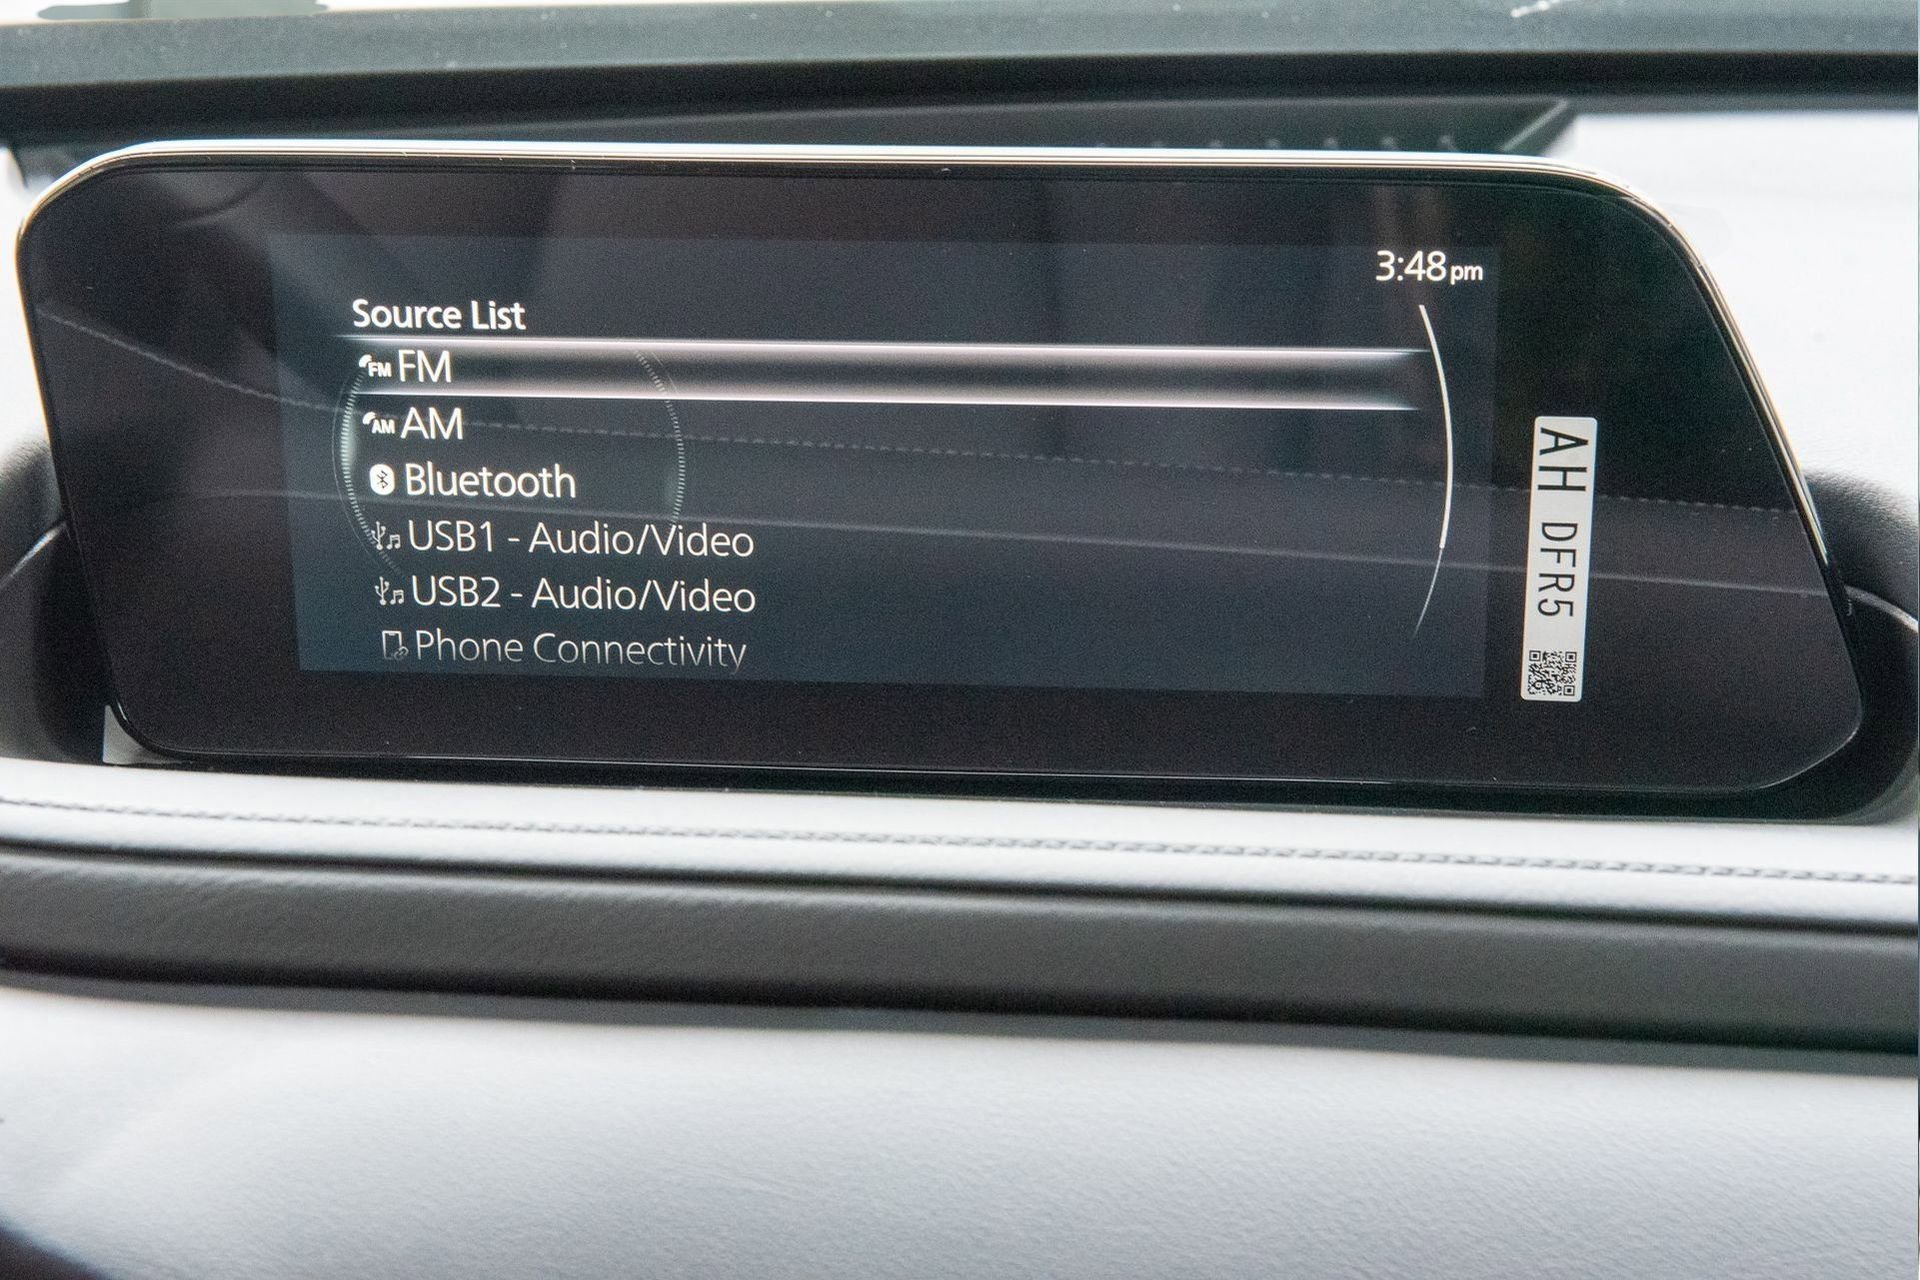 3:48pm
Source List
FM FM
AM AM
Bluetooth
USB1 - Audio/Video
USB2 - Audio/Video
Phone Connectivity
AH DFR5